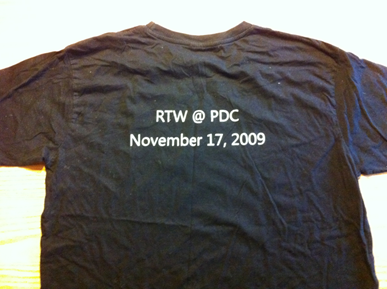 RTW @ PDC
November 17, 2009